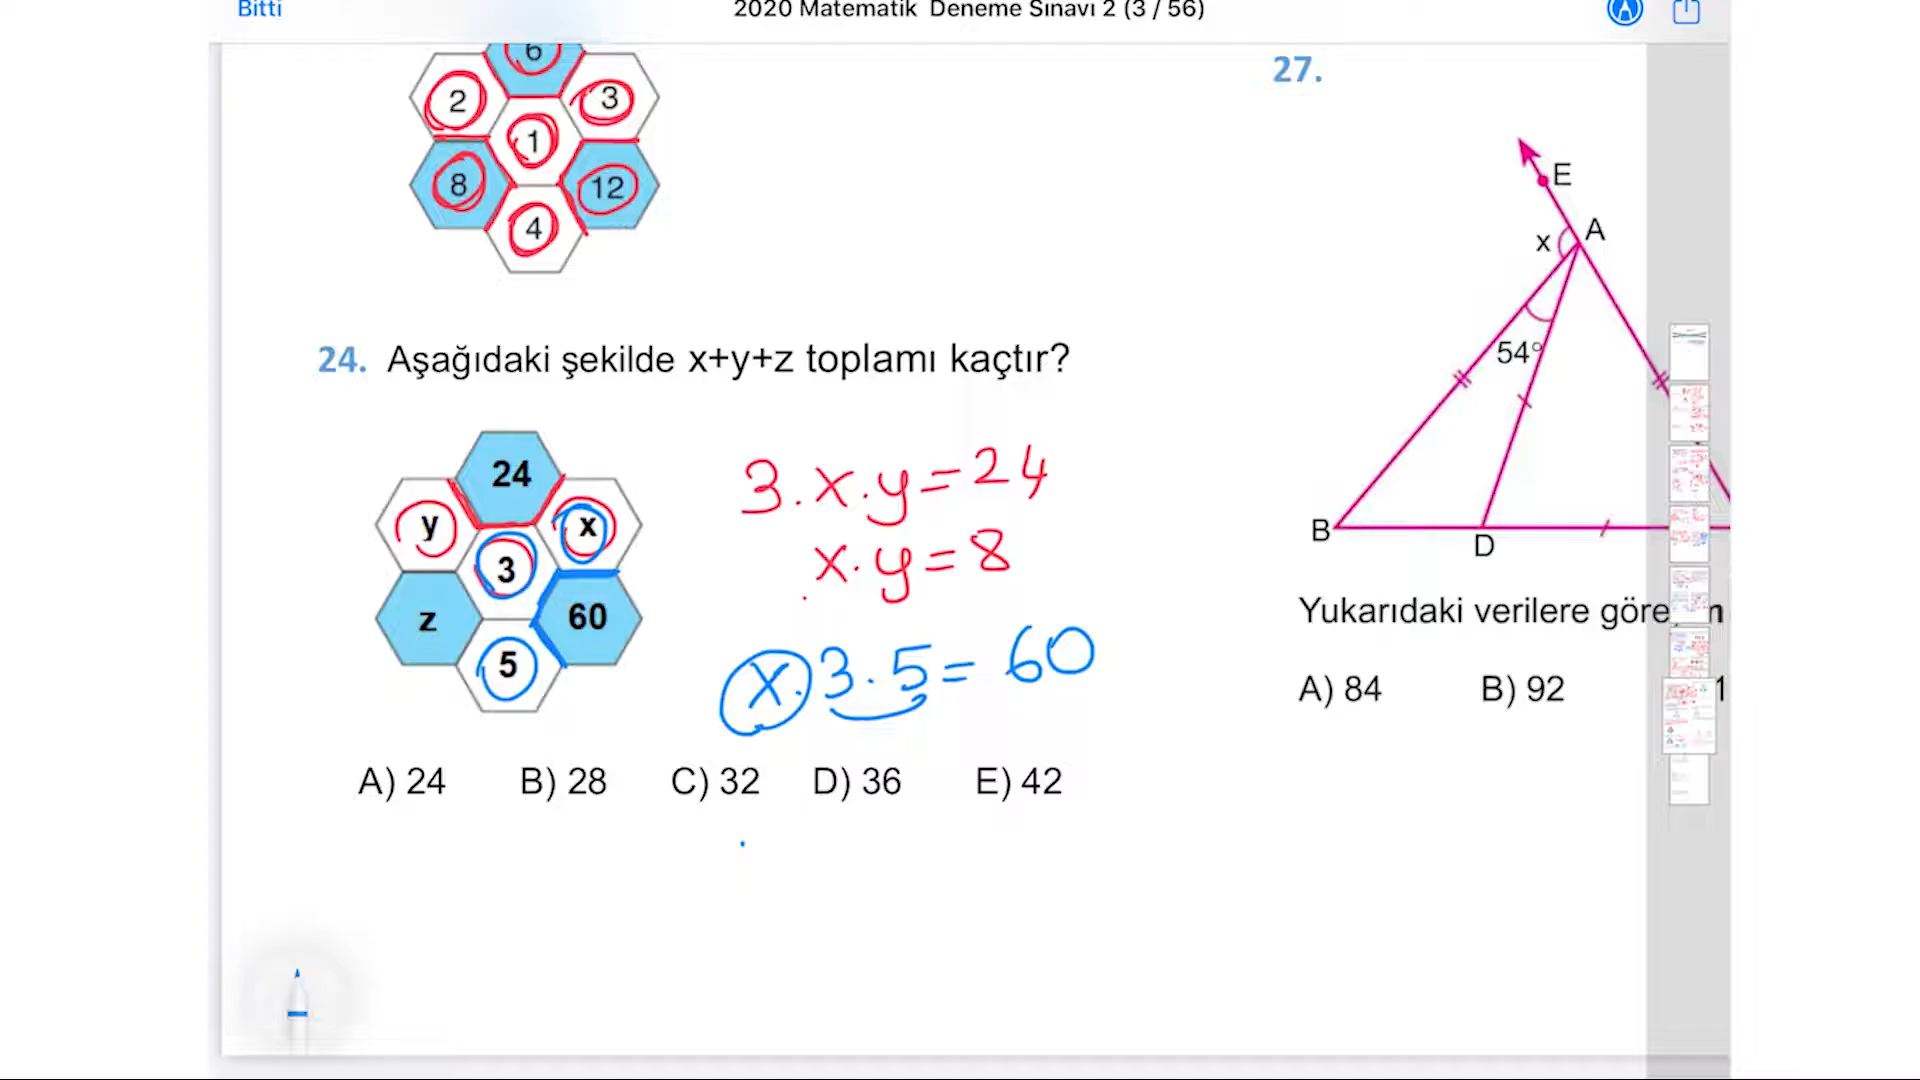 Bitti
2020 Matematik Deneme Sınavı 2 (3 / 56)
6
2
3
1
8
12
4
24. Aşağıdaki şekilde x+y+z toplamı kaçtır?
24
y
x
3
z
60
5
3.x.y=24
x.y=8
x.3.5=60
A) 24 B) 28 C) 32 D) 36 E) 42
27.
E
A
x
54°
B
D
Yukarıdaki verilere göre
A) 84 B) 92